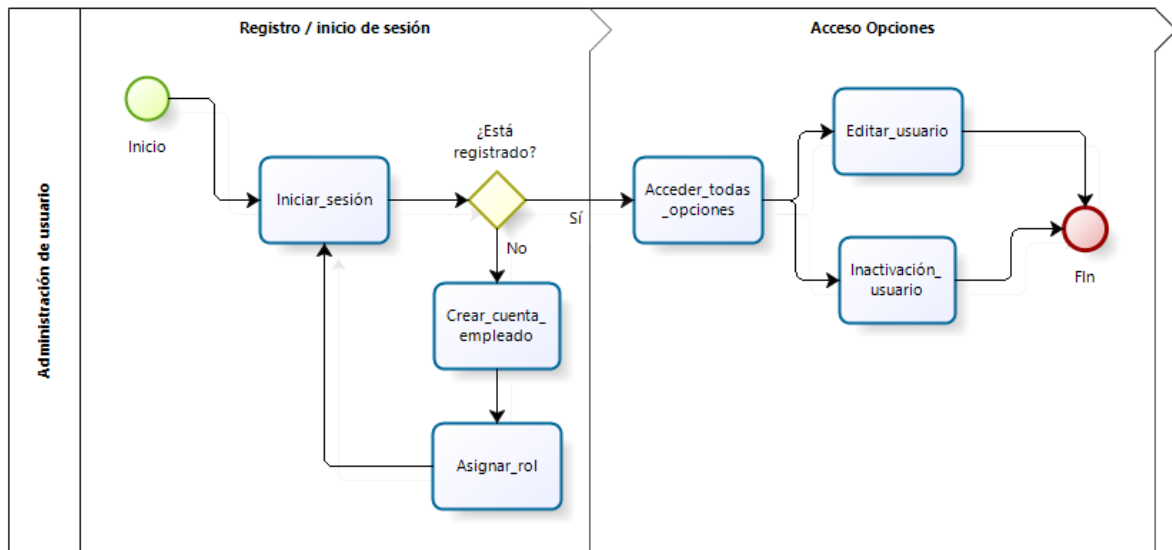 Administración de usuario
Registro / inicio de sesión
Acceso Opciones
Inicio
Iniciar_sesión
¿Está
registrado?
Sí
No
Crear_cuenta_
empleado
Asignar_rol
Acceder_todas
_opciones
Editar_usuario
Inactivación_
usuario
FIn